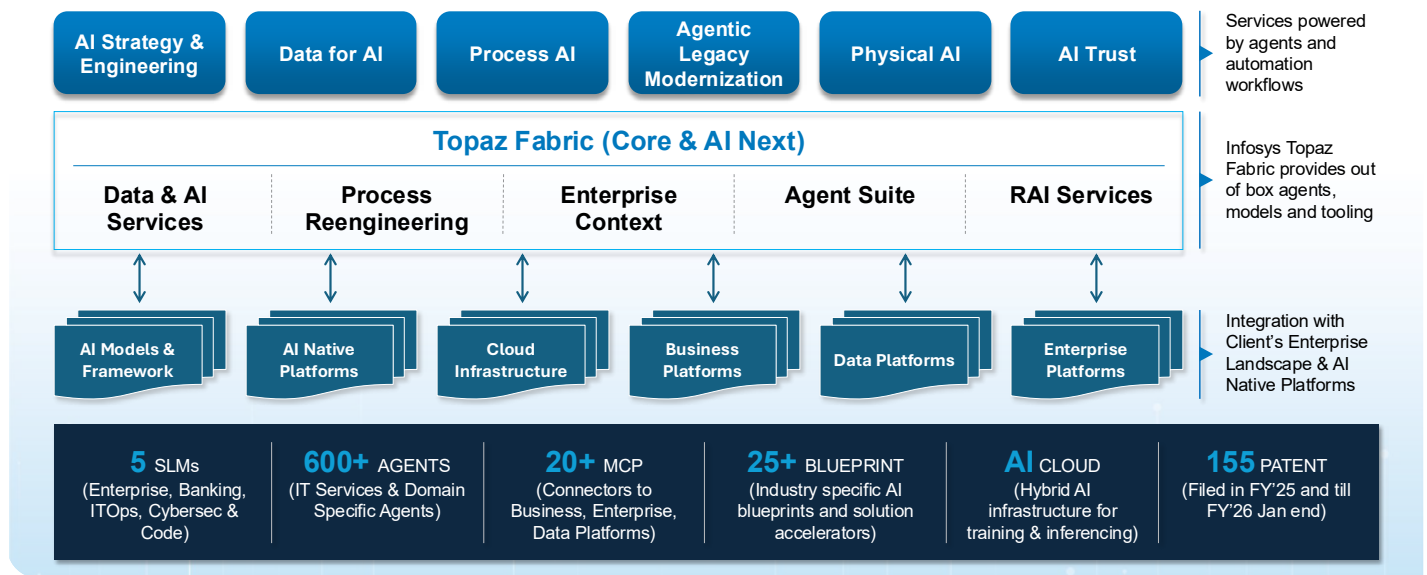 AI Strategy &
Engineering
Data for AI
Process AI
Agentic
Legacy
Modernization
Physical AI
AI Trust
Services powered
by agents and
automation
workflows
Topaz Fabric (Core & AI Next)
Data & AI
Services
Process
Reengineering
Enterprise
Context
Agent Suite
RAI Services
Infosys Topaz
Fabric provides out
of box agents,
models and tooling
AI Models &
Framework
AI Native
Platforms
Cloud
Infrastructure
Business
Platforms
Data Platforms
Enterprise
Platforms
Integration with
Client’s Enterprise
Landscape & AI
Native Platforms
5 SLMs
(Enterprise, Banking,
ITOps, Cybersec &
Code)
600+ AGENTS
(IT Services & Domain
Specific Agents)
20+ MCP
(Connectors to
Business, Enterprise,
Data Platforms)
25+ BLUEPRINT
(Industry specific AI
blueprints and solution
accelerators)
AI CLOUD
(Hybrid AI
infrastructure for
training & inferencing)
155 PATENT
(Filed in FY’25 and till
FY’26 Jan end)